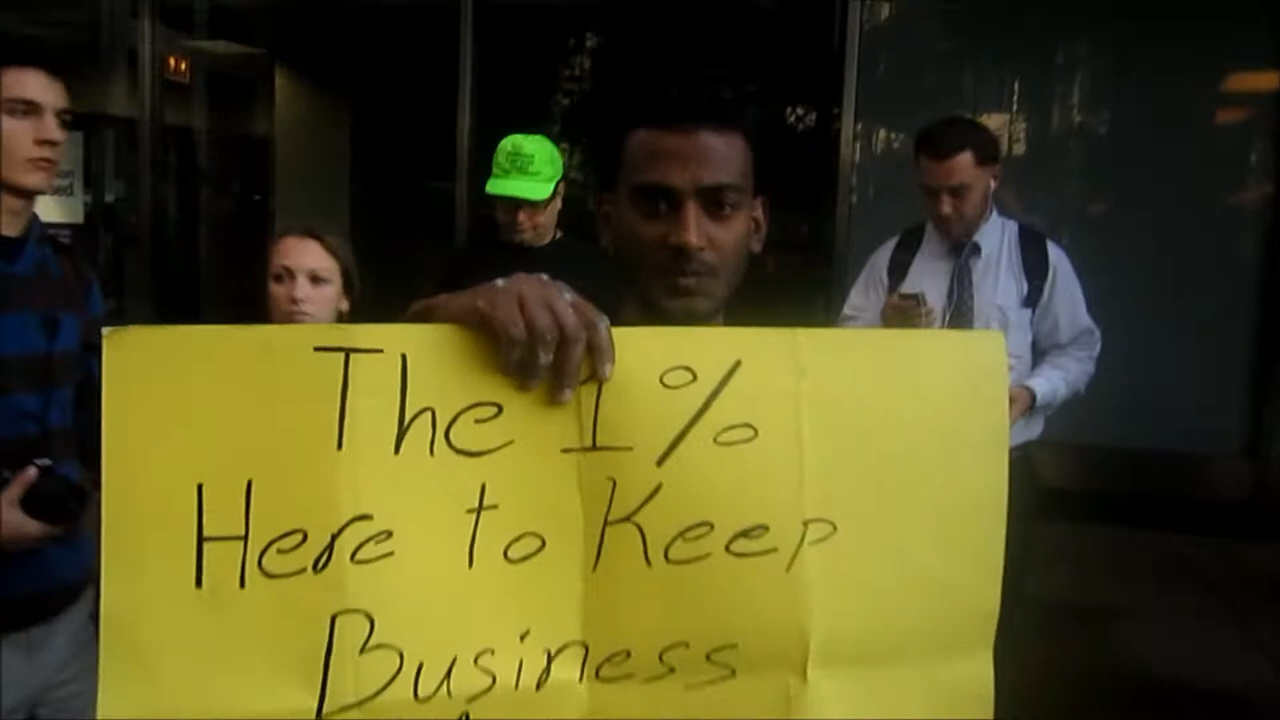 The 1%
Here to Keep
Business